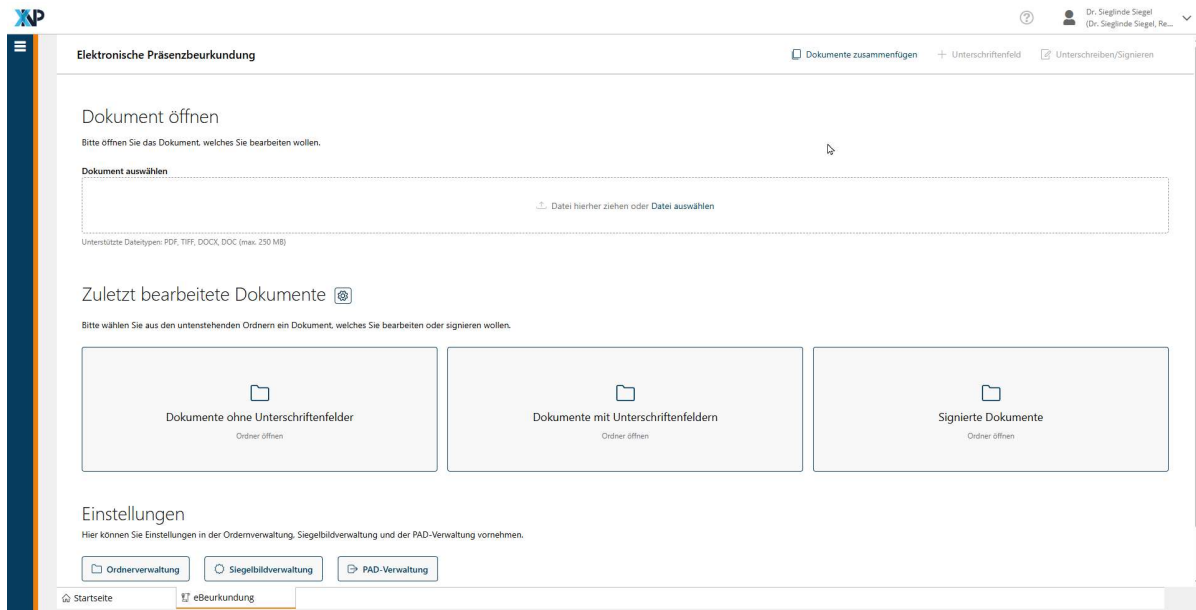 XNP
Dr. Sieglinde Siegel
(Dr. Sieglinde Siegel, Re...
Elektronische Präsenzbeurkundung
Dokumente zusammenfügen
Unterschriftenfeld
Unterschreiben/Signieren
Dokument öffnen
Bitte öffnen Sie das Dokument, welches Sie bearbeiten wollen.
Dokument auswählen
Datei hierher ziehen oder Datei auswählen
Unterstützte Dateitypen: PDF, TIFF, DOCX, DOC (max. 250 MB)
Zuletzt bearbeitete Dokumente
Bitte wählen Sie aus den untenstehenden Ordnern ein Dokument, welches Sie bearbeiten oder signieren wollen.
Dokumente ohne Unterschriftenfelder
Ordner öffnen
Dokumente mit Unterschriftenfeldern
Ordner öffnen
Signierte Dokumente
Ordner öffnen
Einstellungen
Hier können Sie Einstellungen in der Ordernverwaltung, Siegelbildverwaltung und der PAD-Verwaltung vornehmen.
Ordnerverwaltung
Siegelbildverwaltung
PAD-Verwaltung
Startseite
eBeurkundung